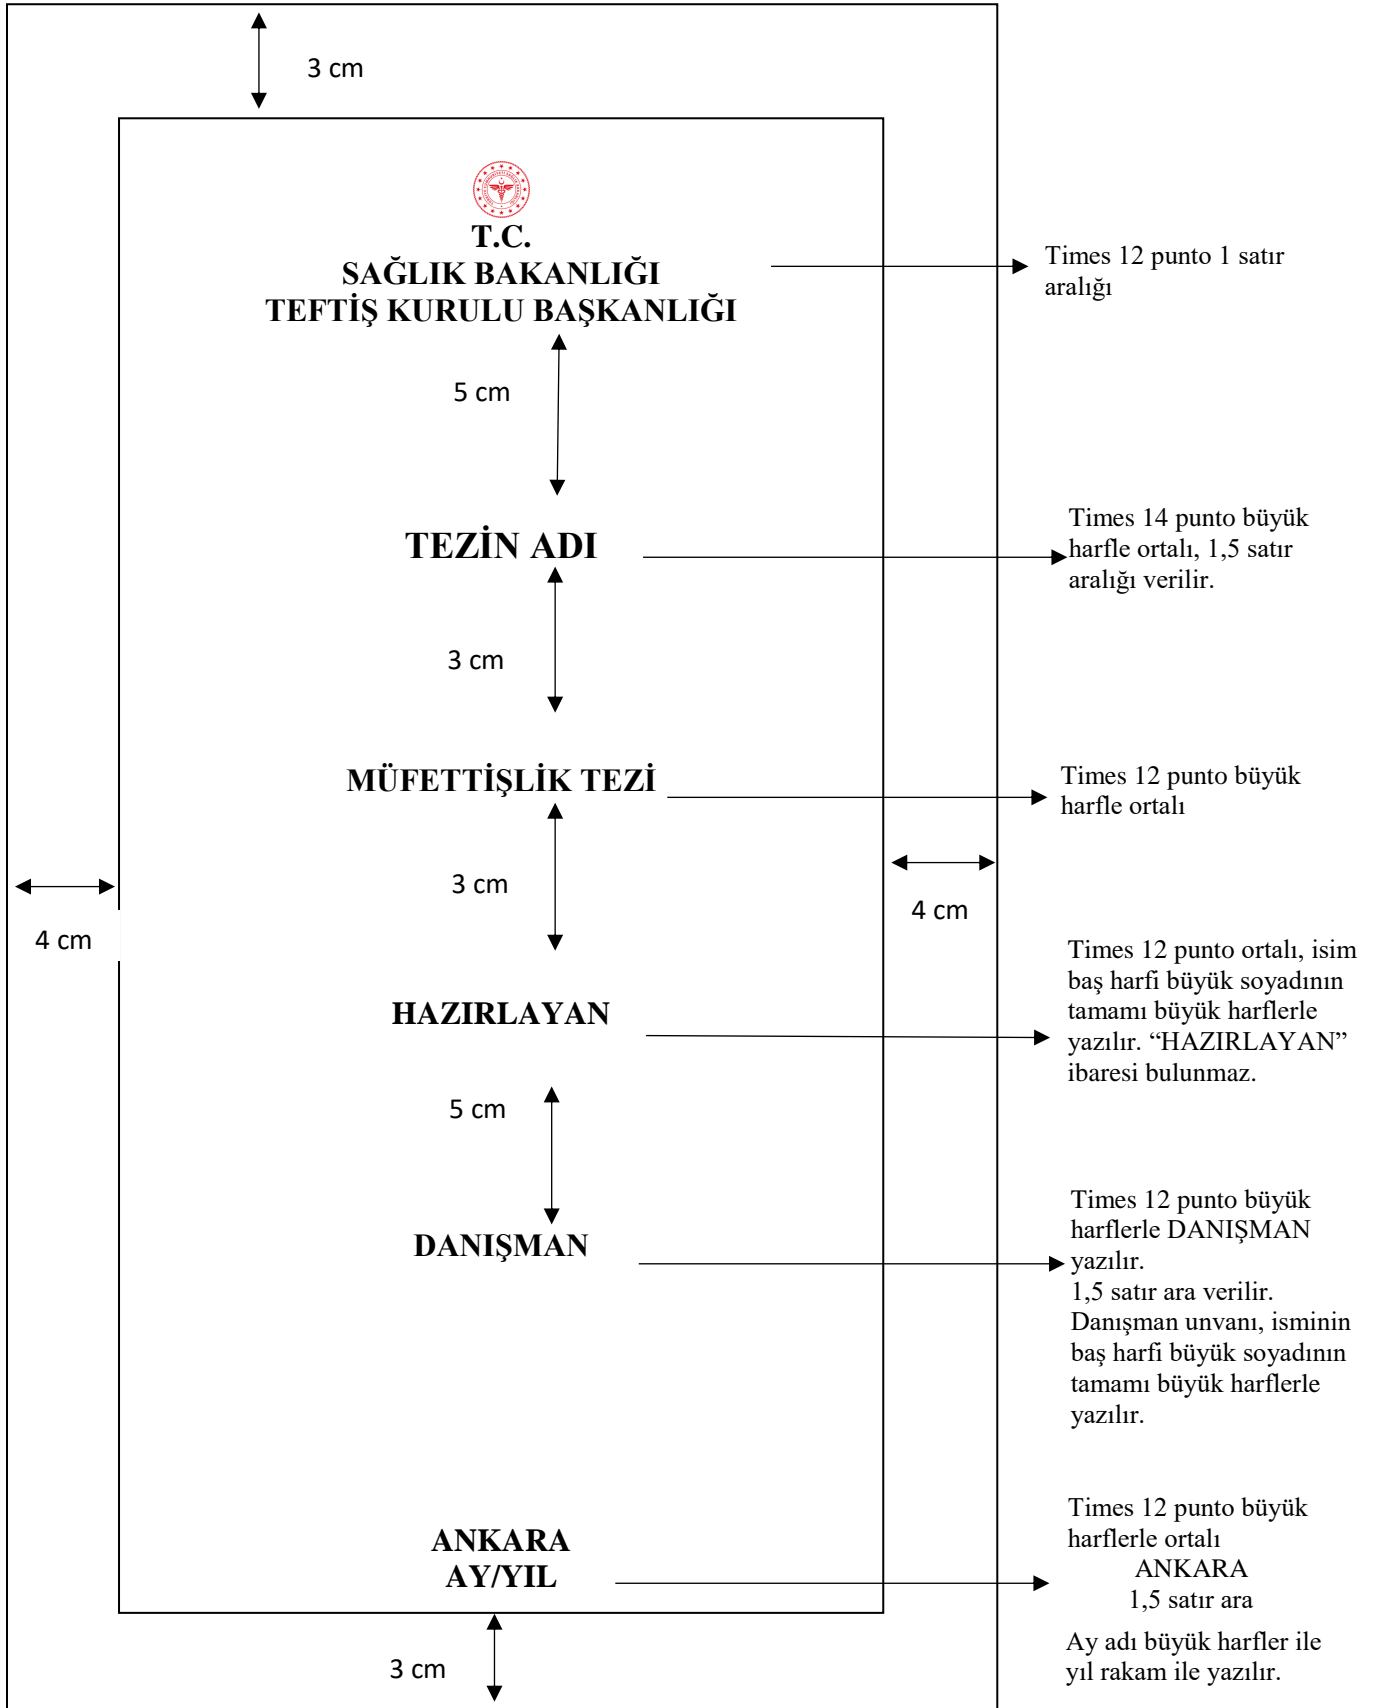 3 cm
T.C.
SAĞLIK BAKANLIĞI
TEFTİŞ KURULU BAŞKANLIĞI
Times 12 punto 1 satır
aralığı
5 cm
TEZİN ADI
Times 14 punto büyük
harfle ortalı, 1,5 satır
aralığı verilir.
3 cm
MÜFETTİŞLİK TEZİ
Times 12 punto büyük
harfle ortalı
3 cm
4 cm
4 cm
HAZIRLAYAN
Times 12 punto ortalı, isim
baş harfi büyük soyadının
tamamı büyük harflerle
yazılır. “HAZIRLAYAN”
ibaresi bulunmaz.
5 cm
DANIŞMAN
Times 12 punto büyük
harflerle DANIŞMAN
yazılır.
1,5 satır ara verilir.
Danışman unvanı, isminin
baş harfi büyük soyadının
tamamı büyük harflerle
yazılır.
ANKARA
AY/YIL
Times 12 punto büyük
harflerle ortalı
ANKARA
1,5 satır ara
Ay adı büyük harfler ile
yıl rakam ile yazılır.
3 cm